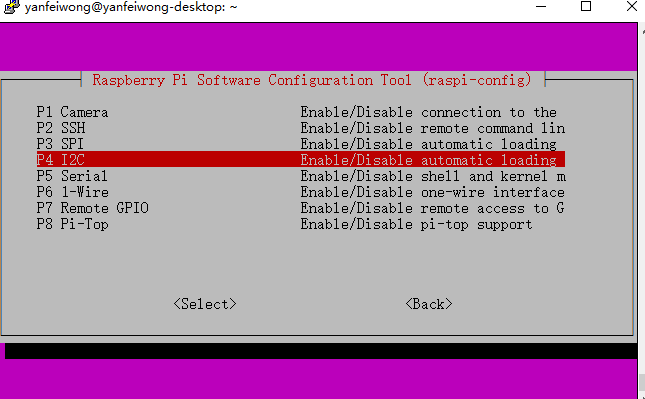 yanfeiwong@yanfeiwong-desktop: ~
Raspberry Pi Software Configuration Tool (raspi-config)
P1 Camera Enable/Disable connection to the
P2 SSH Enable/Disable remote command lin
P3 SPI Enable/Disable automatic loading
P4 I2C Enable/Disable automatic loading
P5 Serial Enable/Disable shell and kernel m
P6 1-Wire Enable/Disable one-wire interface
P7 Remote GPIO Enable/Disable remote access to G
P8 Pi-Top Enable/Disable pi-top support
<Select> <Back>